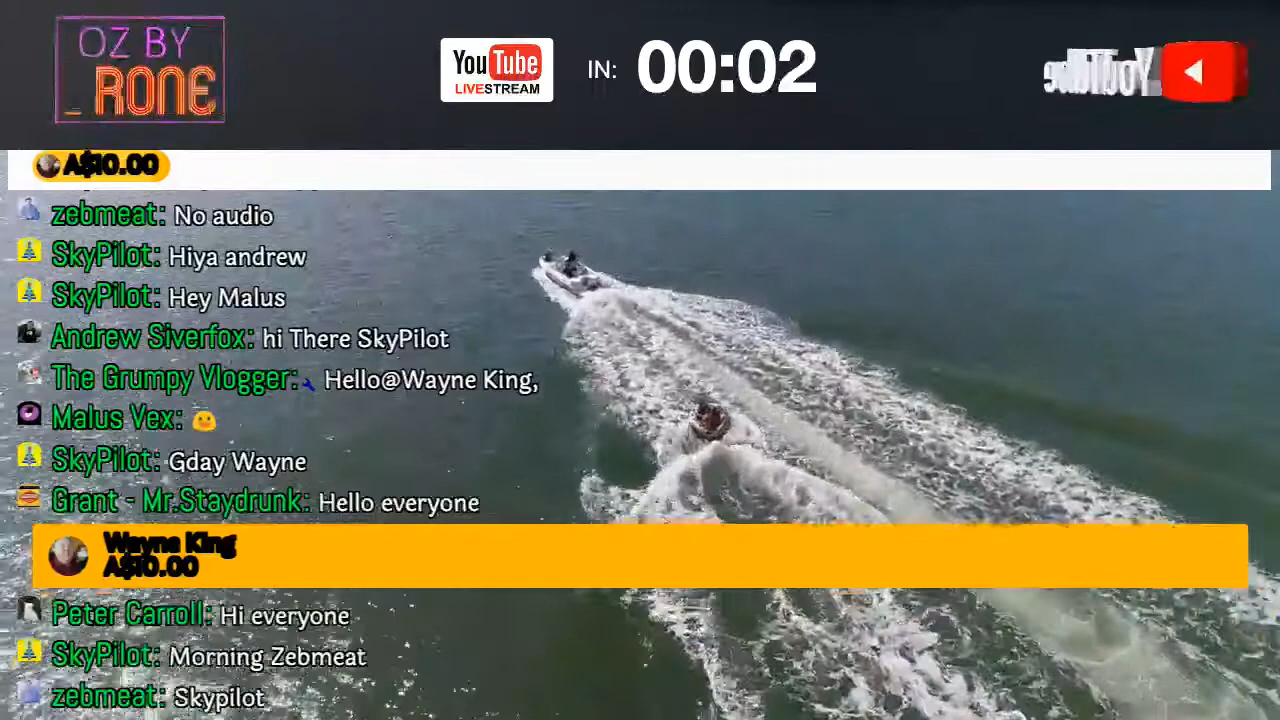 OZ BY
_ RONE
YouTube
LIVESTREAM
IN: 00:02
YouTube
A$10.00
zebmeat: No audio
SkyPilot: Hiya andrew
SkyPilot: Hey Malus
Andrew Siverfox: hi There SkyPilot
The Grumpy Vlogger: Hello@Wayne King,
Malus Vex:
SkyPilot: Gday Wayne
Grant - Mr.Staydrunk: Hello everyone
Wayne King
A$10.00
Peter Carroll: Hi everyone
SkyPilot: Morning Zebmeat
zebmeat: Skypilot